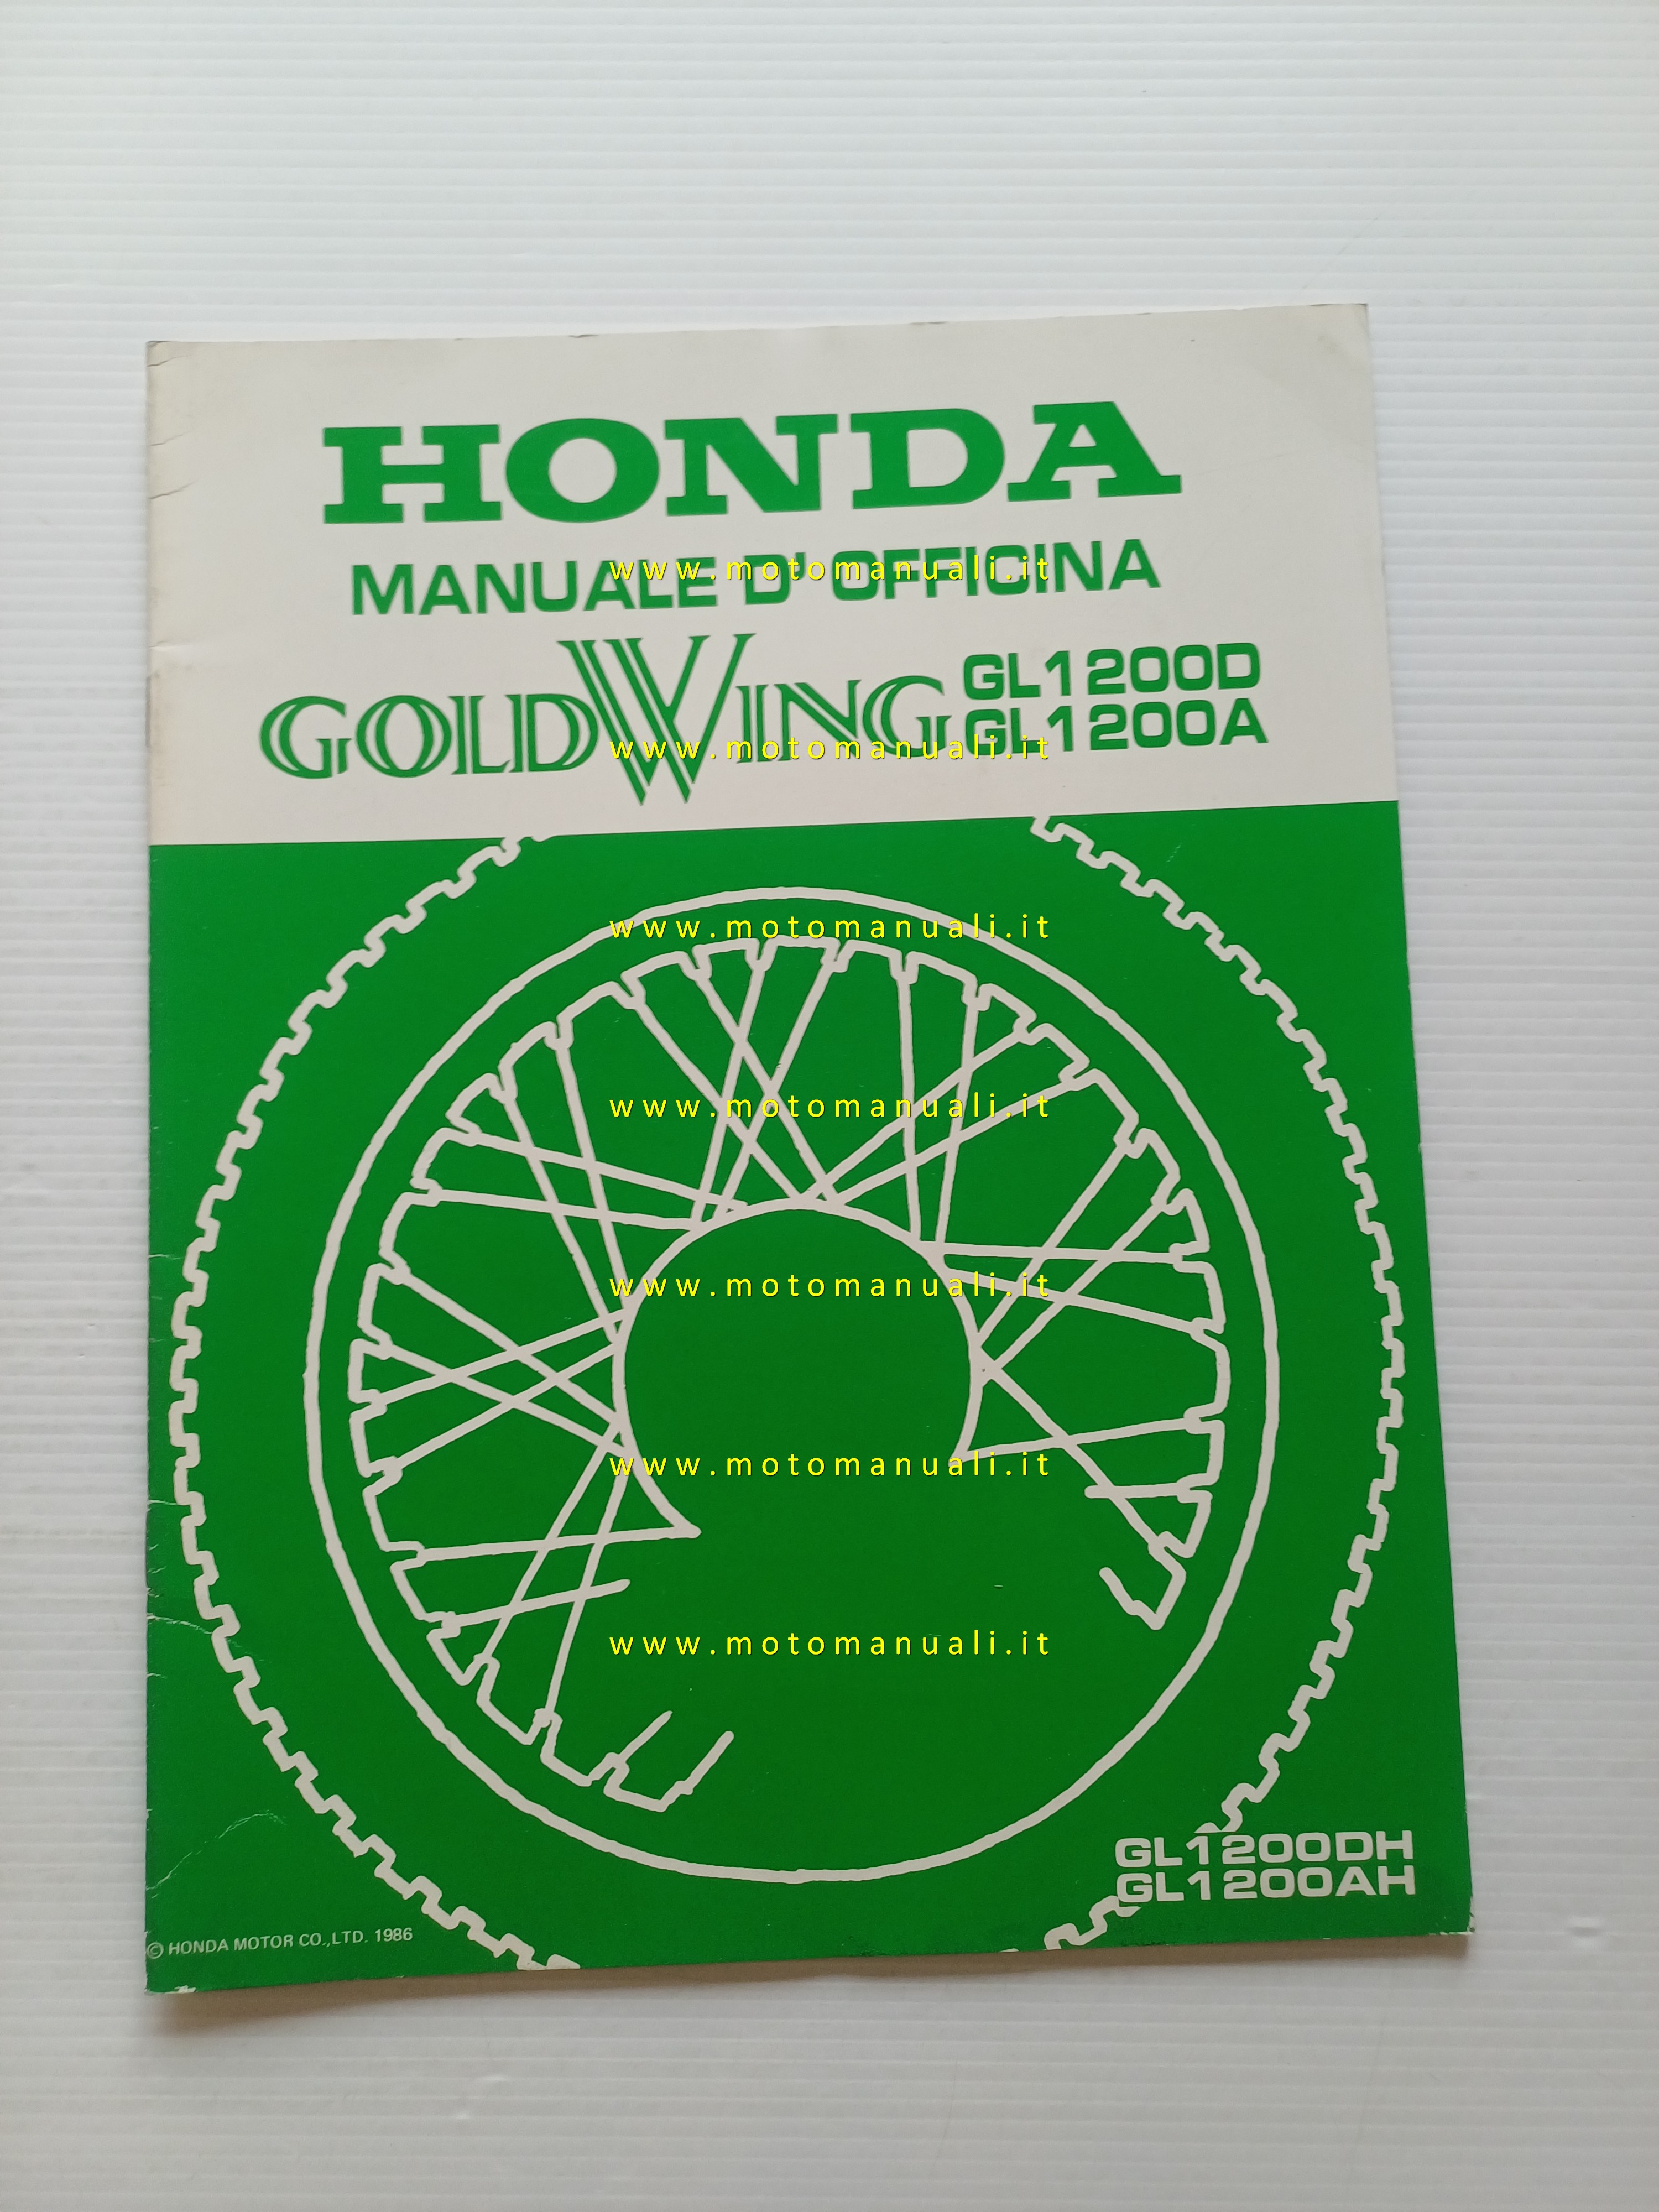 HONDA
MANUALE D' OFFICINA
www.motomanuali.it
GOLDWING GL1200D
GL1200A
www.motomanuali.it
www.motomanuali.it
www.motomanuali.it
www.motomanuali.it
www.motomanuali.it
www.motomanuali.it
GL1200DH
GL1200AH
© HONDA MOTOR CO.,LTD. 1986